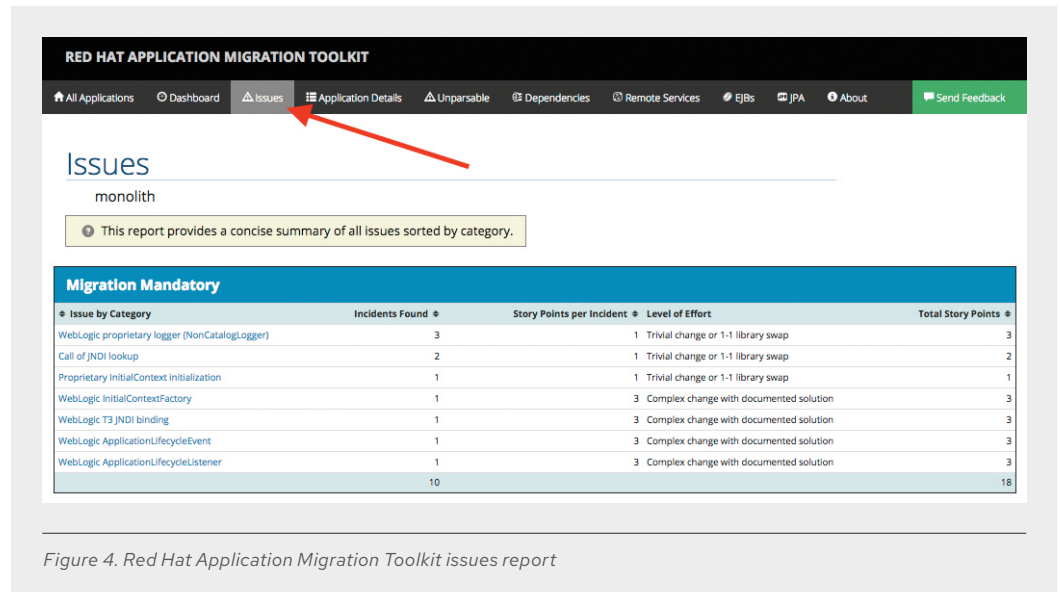 RED HAT APPLICATION MIGRATION TOOLKIT
All Applications Dashboard Issues Application Details Unparsable Dependencies Remote Services EJBs JPA About Send Feedback
Issues
monolith
This report provides a concise summary of all issues sorted by category.
Migration Mandatory
Issue by Category Incidents Found Story Points per Incident Level of Effort Total Story Points
WebLogic proprietary logger (NonCatalogLogger) 3 1 Trivial change or 1-1 library swap 3
Call of JNDI lookup 2 1 Trivial change or 1-1 library swap 2
Proprietary InitialContext initialization 1 1 Trivial change or 1-1 library swap 1
WebLogic InitialContextFactory 1 3 Complex change with documented solution 3
WebLogic T3 JNDI binding 1 3 Complex change with documented solution 3
WebLogic ApplicationLifecycleEvent 1 3 Complex change with documented solution 3
WebLogic ApplicationLifecycleListener 1 3 Complex change with documented solution 3
10 18
Figure 4. Red Hat Application Migration Toolkit issues report